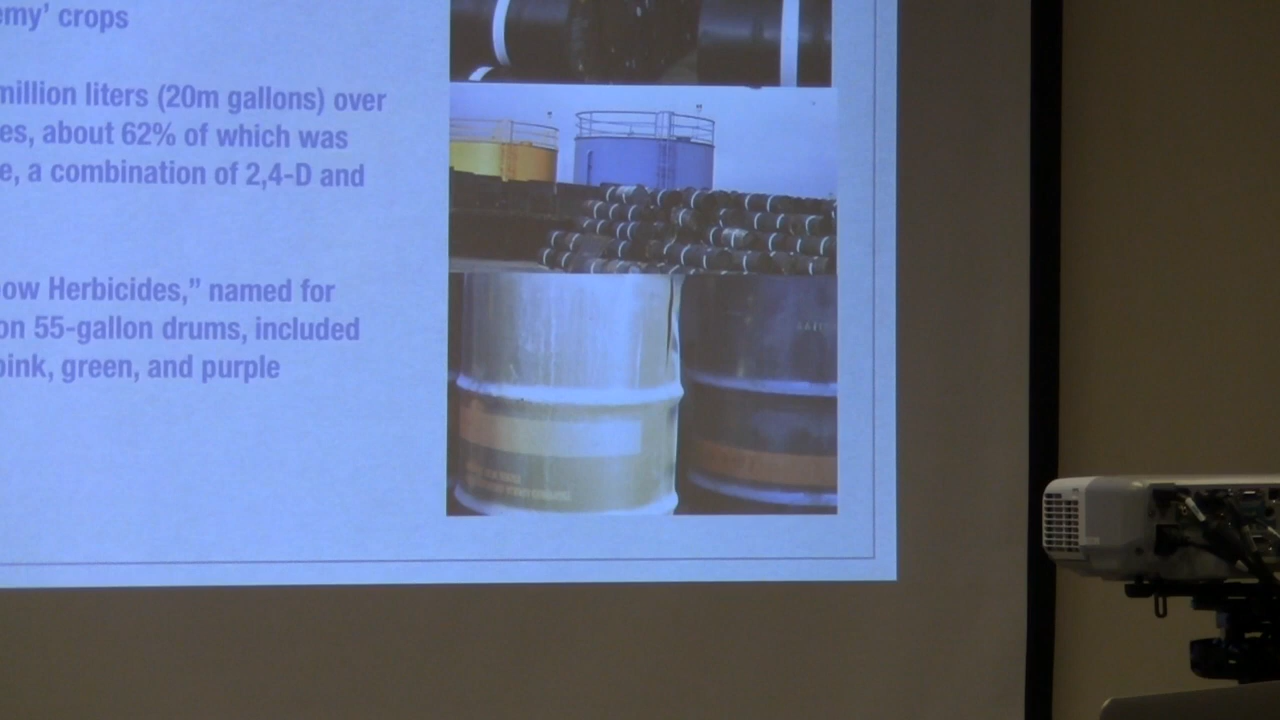 emy’ crops
million liters (20m gallons) over
es, about 62% of which was
e, a combination of 2,4-D and
ow Herbicides,” named for
on 55-gallon drums, included
pink, green, and purple